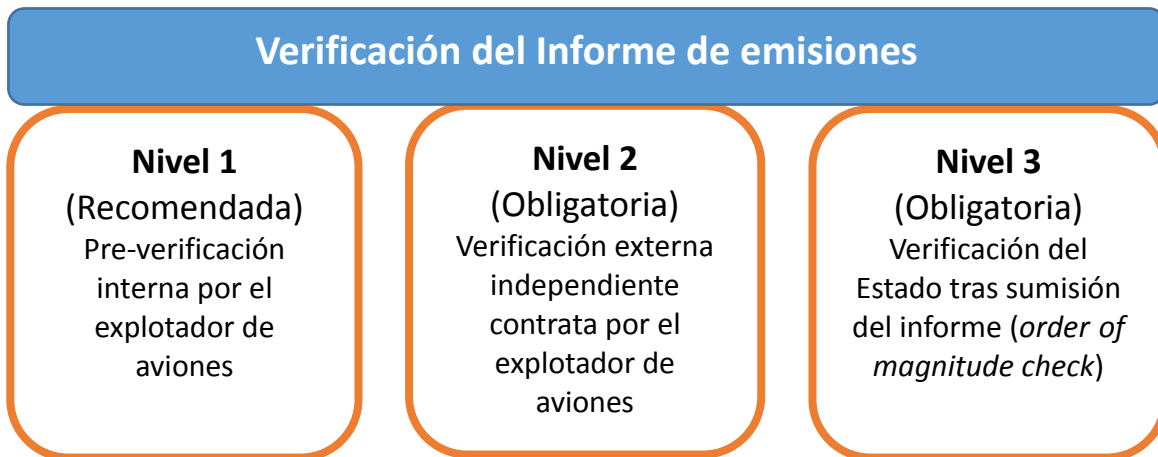 Verificación del Informe de emisiones
Nivel 1
(Recomendada)
Pre-verificación
interna por el
explotador de
aviones
Nivel 2
(Obligatoria)
Verificación externa
independiente
contrata por el
explotador de
aviones
Nivel 3
(Obligatoria)
Verificación del
Estado tras sumisión
del informe (order of
magnitude check)